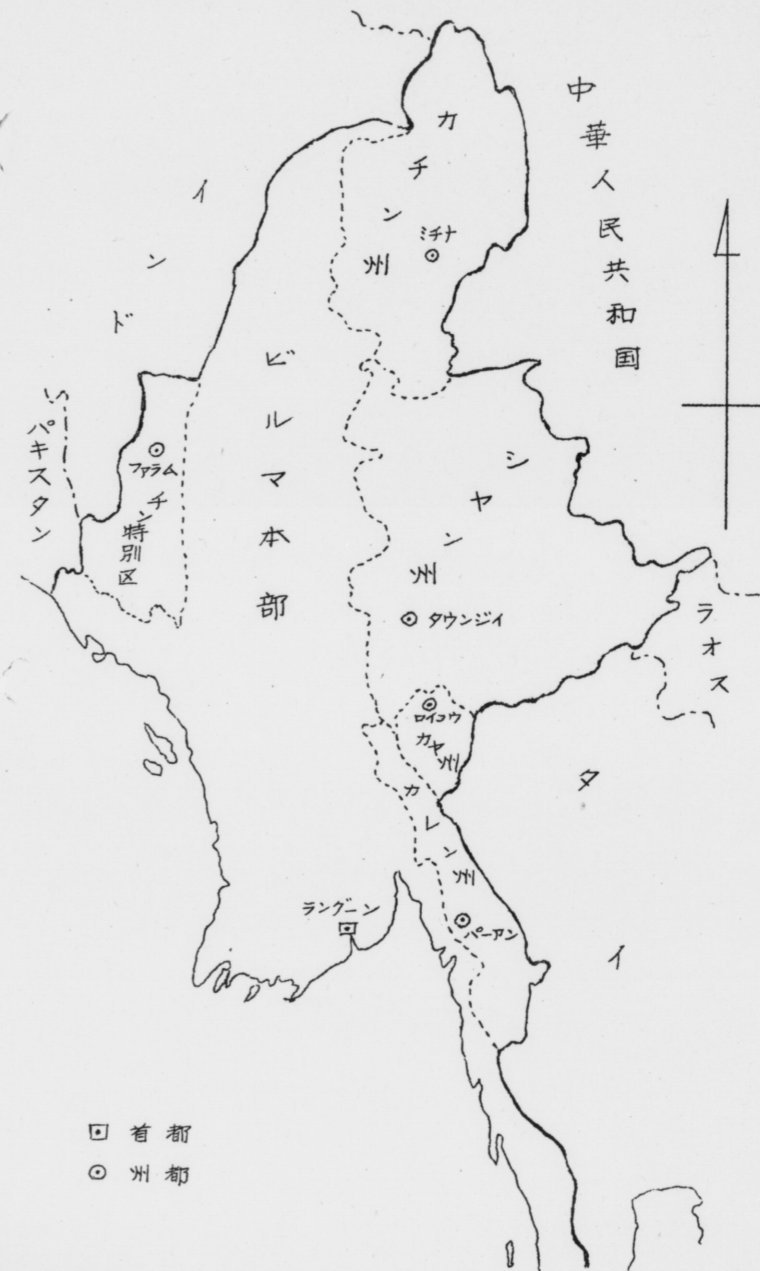 中華人民共和国
カチン州
ミチナ
インド
ビルマ本部
パキスタン
ファラム
チン
特別区
シャン州
タウンジイ
ラオス
ロイコウ
カヤ州
カレン州
タイ
ラングーン
パーアン
首都
州都